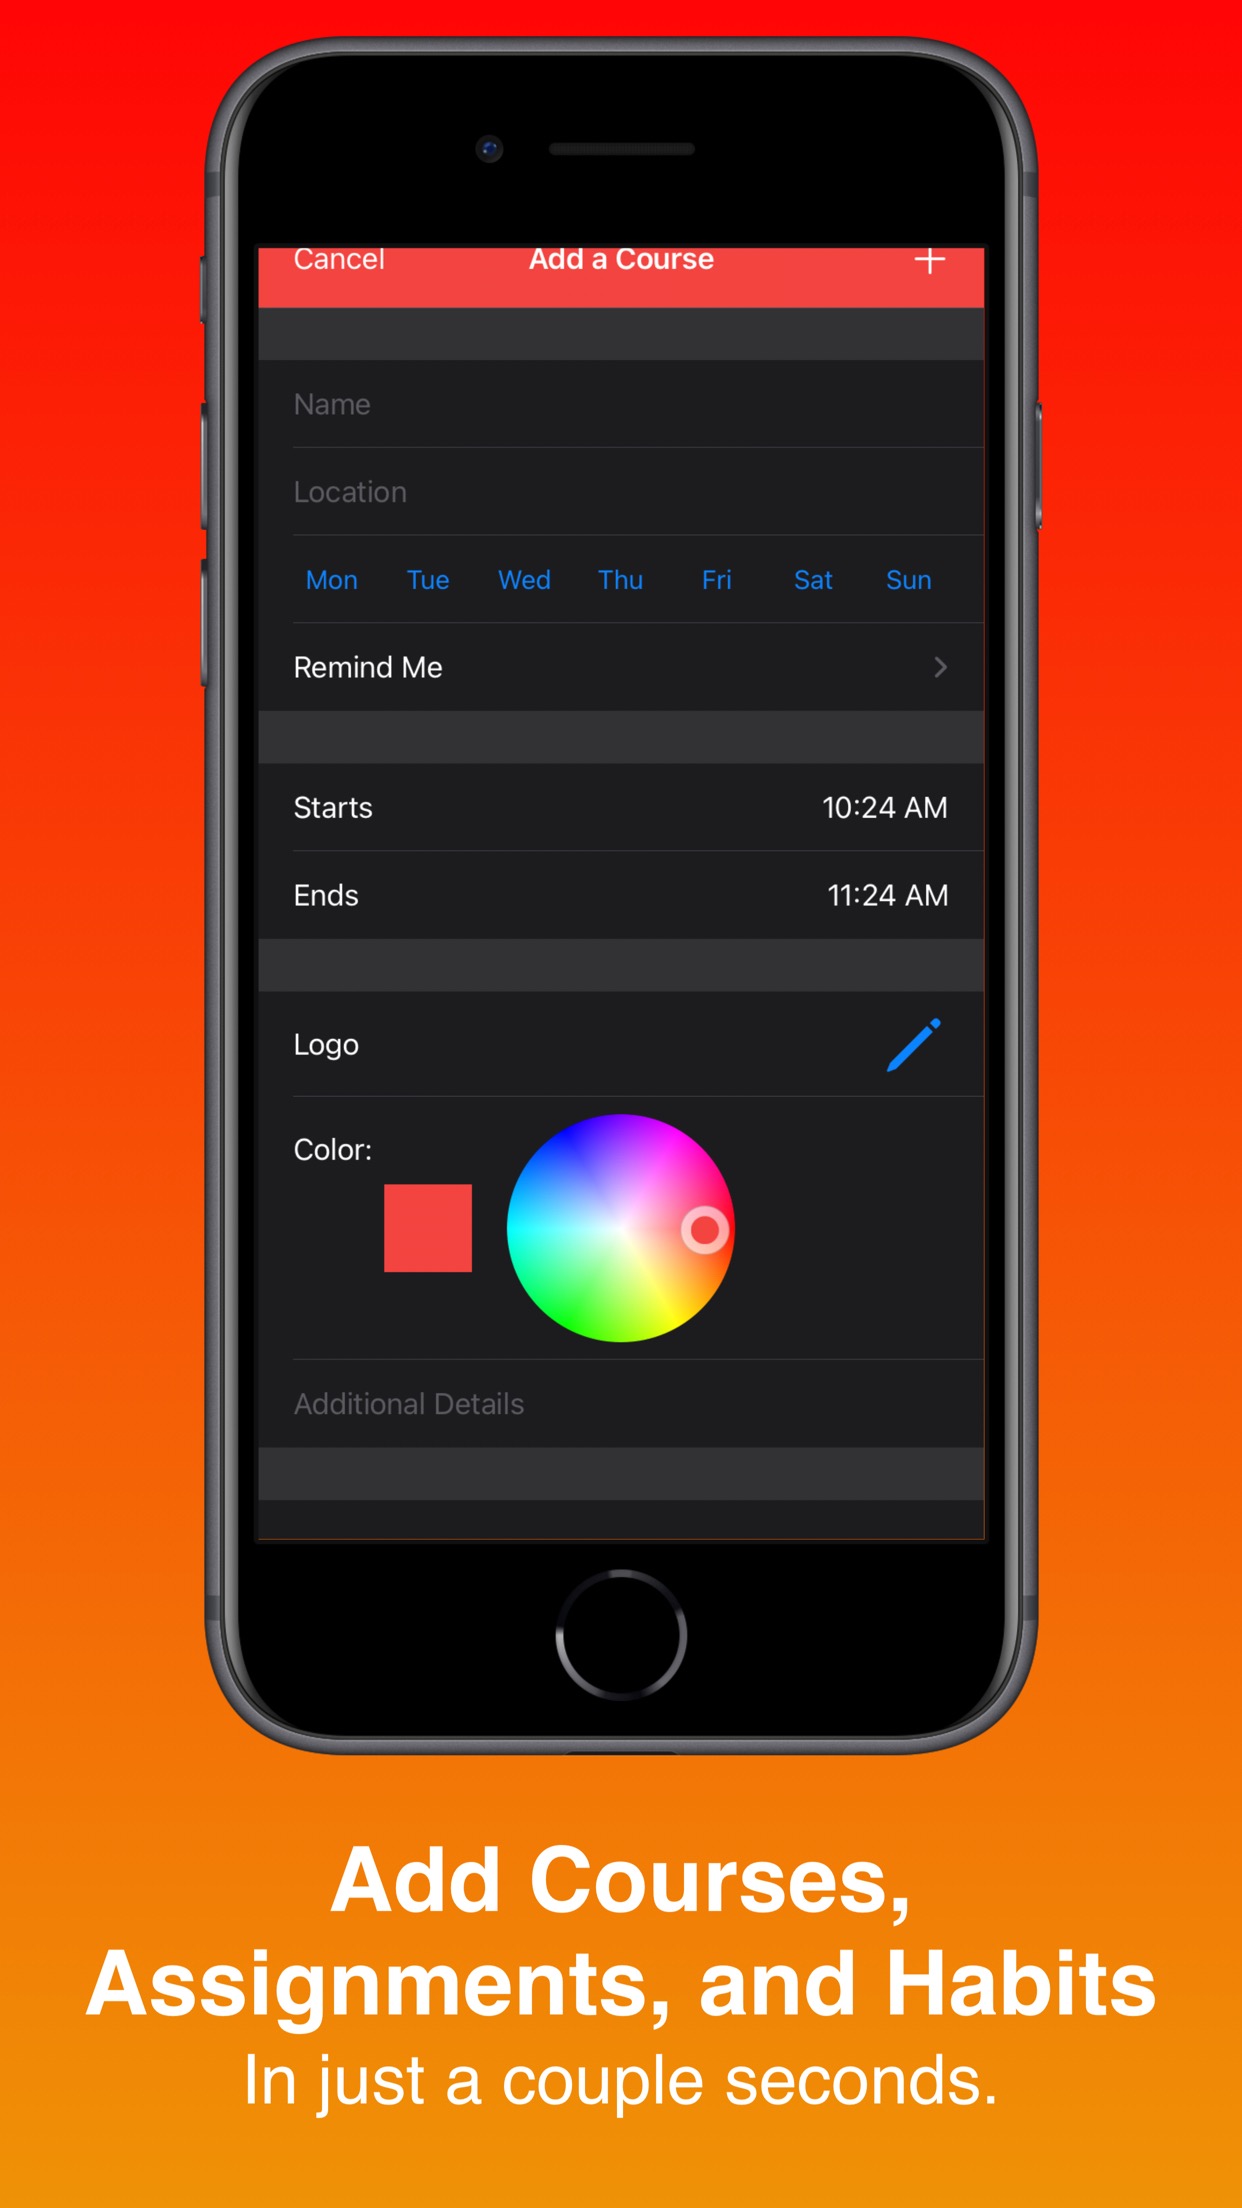 Cancel Add a Course +
Name
Location
Mon Tue Wed Thu Fri Sat Sun
Remind Me
Starts 10:24 AM
Ends 11:24 AM
Logo
Color:
Additional Details
Add Courses,
Assignments, and Habits
In just a couple seconds.